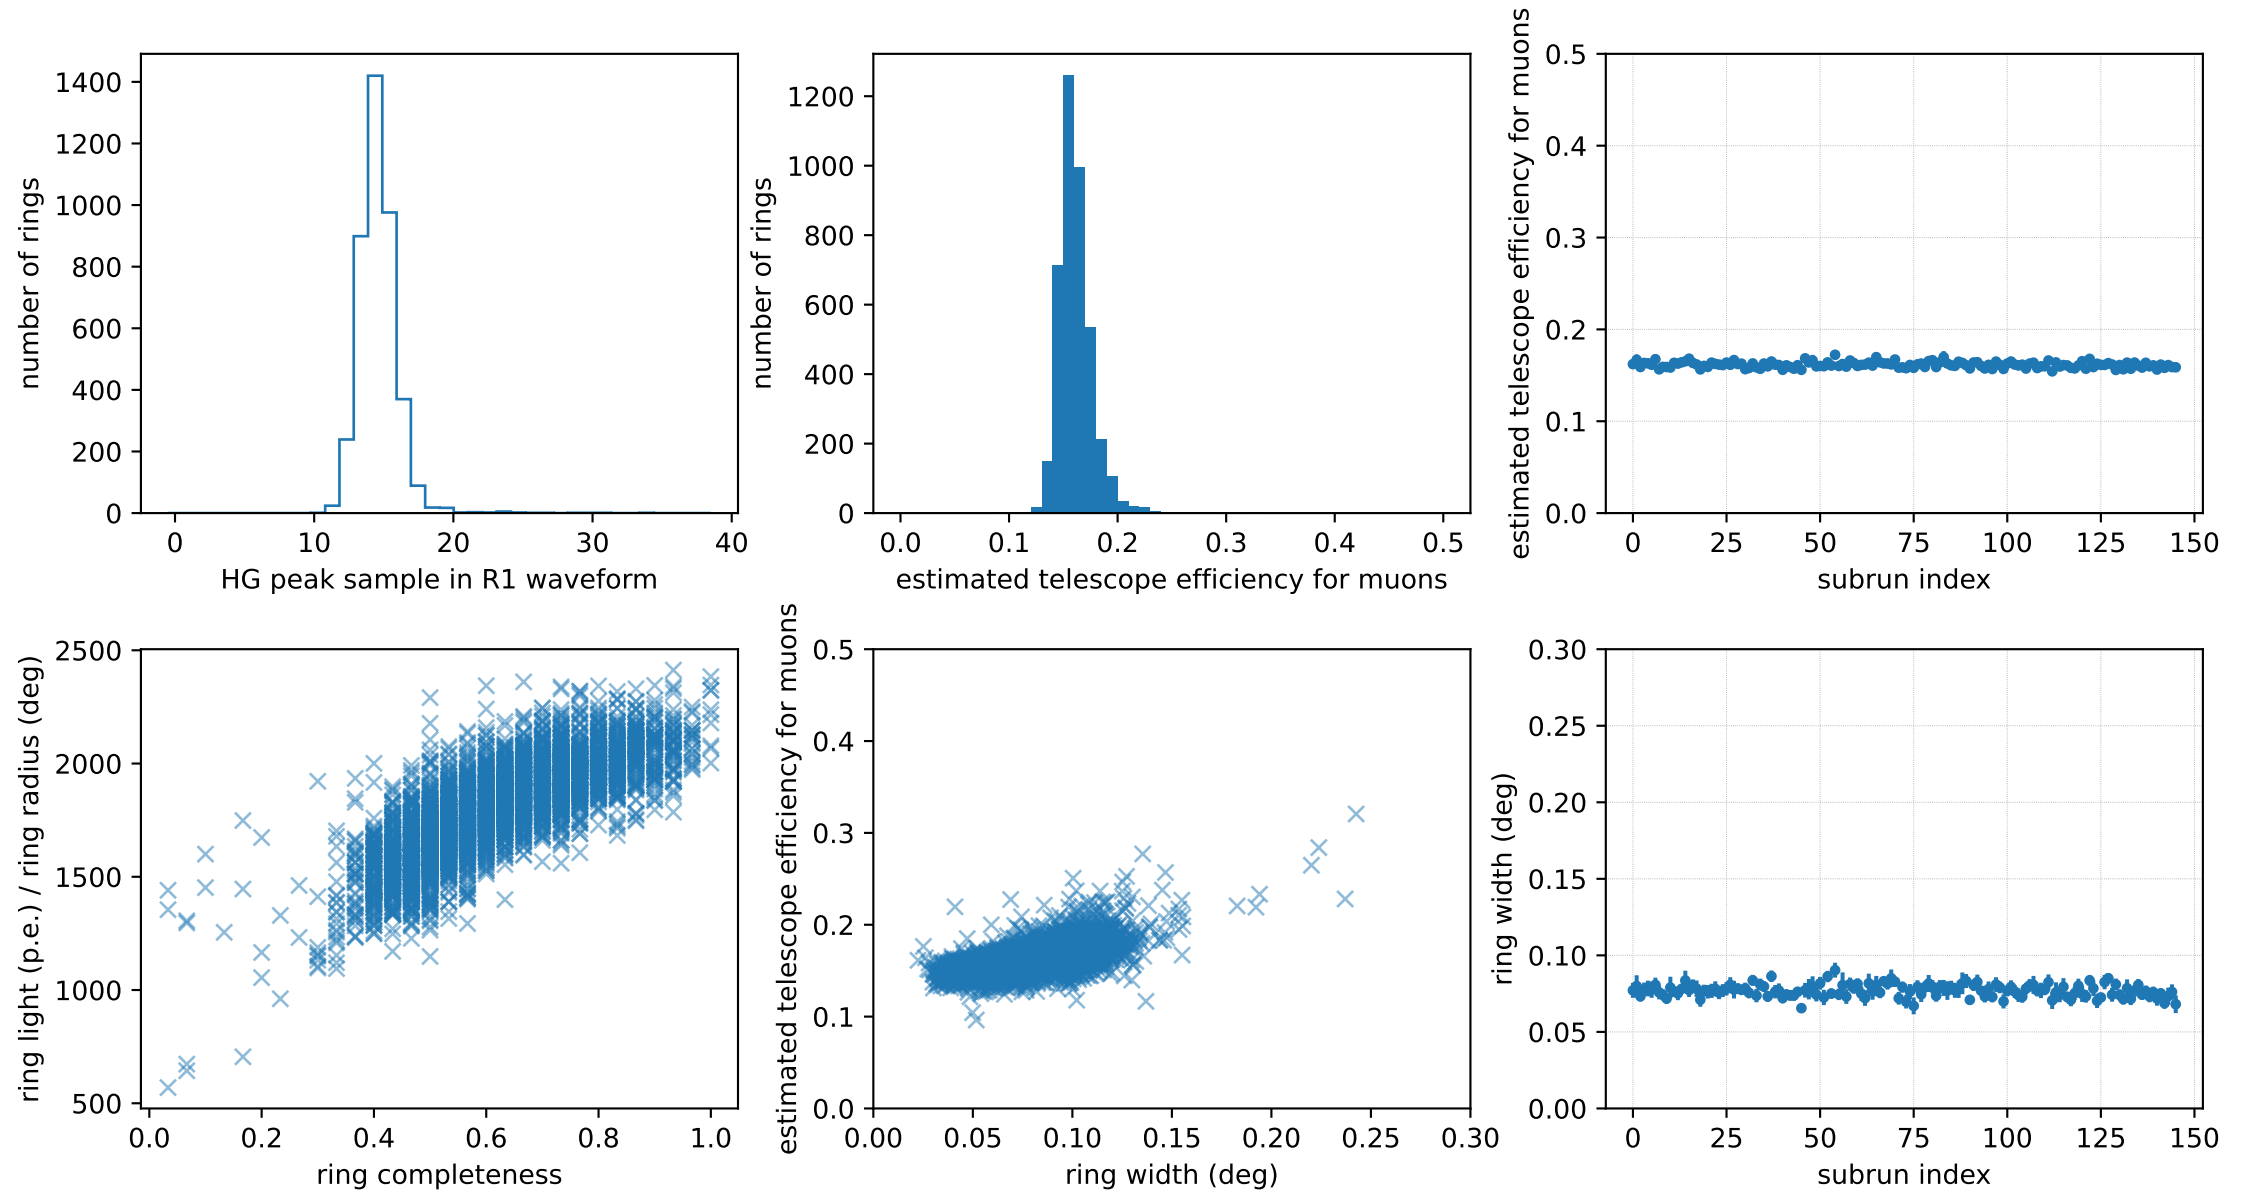 number of rings
1400
1200
1000
800
600
400
200
0
0 10 20 30 40
HG peak sample in R1 waveform
number of rings
1200
1000
800
600
400
200
0
0.0 0.1 0.2 0.3 0.4 0.5
estimated telescope efficiency for muons
estimated telescope efficiency for muons
0.5
0.4
0.3
0.2
0.1
0.0
0 25 50 75 100 125 150
subrun index
ring light (p.e.) / ring radius (deg)
2500
2000
1500
1000
500
0.0 0.2 0.4 0.6 0.8 1.0
ring completeness
estimated telescope efficiency for muons
0.5
0.4
0.3
0.2
0.1
0.0
0.00 0.05 0.10 0.15 0.20 0.25 0.30
ring width (deg)
ring width (deg)
0.30
0.25
0.20
0.15
0.10
0.05
0.00
0 25 50 75 100 125 150
subrun index